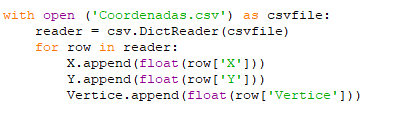 with open ('Coordenadas.csv') as csvfile:
    reader = csv.DictReader(csvfile)
    for row in reader:
        X.append(float(row['X']))
        Y.append(float(row['Y']))
        Vertice.append(float(row['Vertice']))